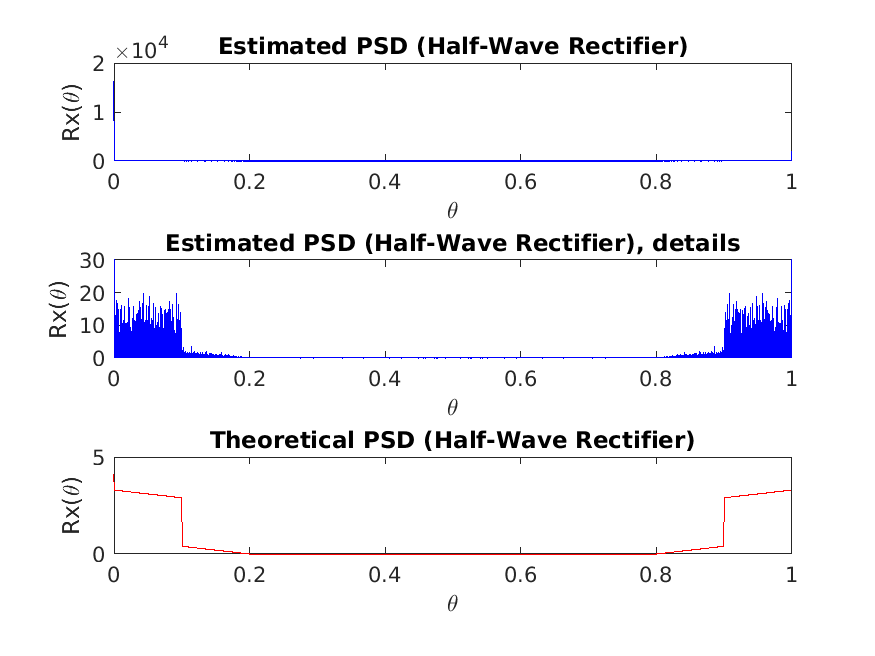 Estimated PSD (Half-Wave Rectifier)
×10⁴
2
1
0
Rx(θ)
0 0.2 0.4 0.6 0.8 1
θ
Estimated PSD (Half-Wave Rectifier), details
30
20
10
0
Rx(θ)
0 0.2 0.4 0.6 0.8 1
θ
Theoretical PSD (Half-Wave Rectifier)
5
0
Rx(θ)
0 0.2 0.4 0.6 0.8 1
θ